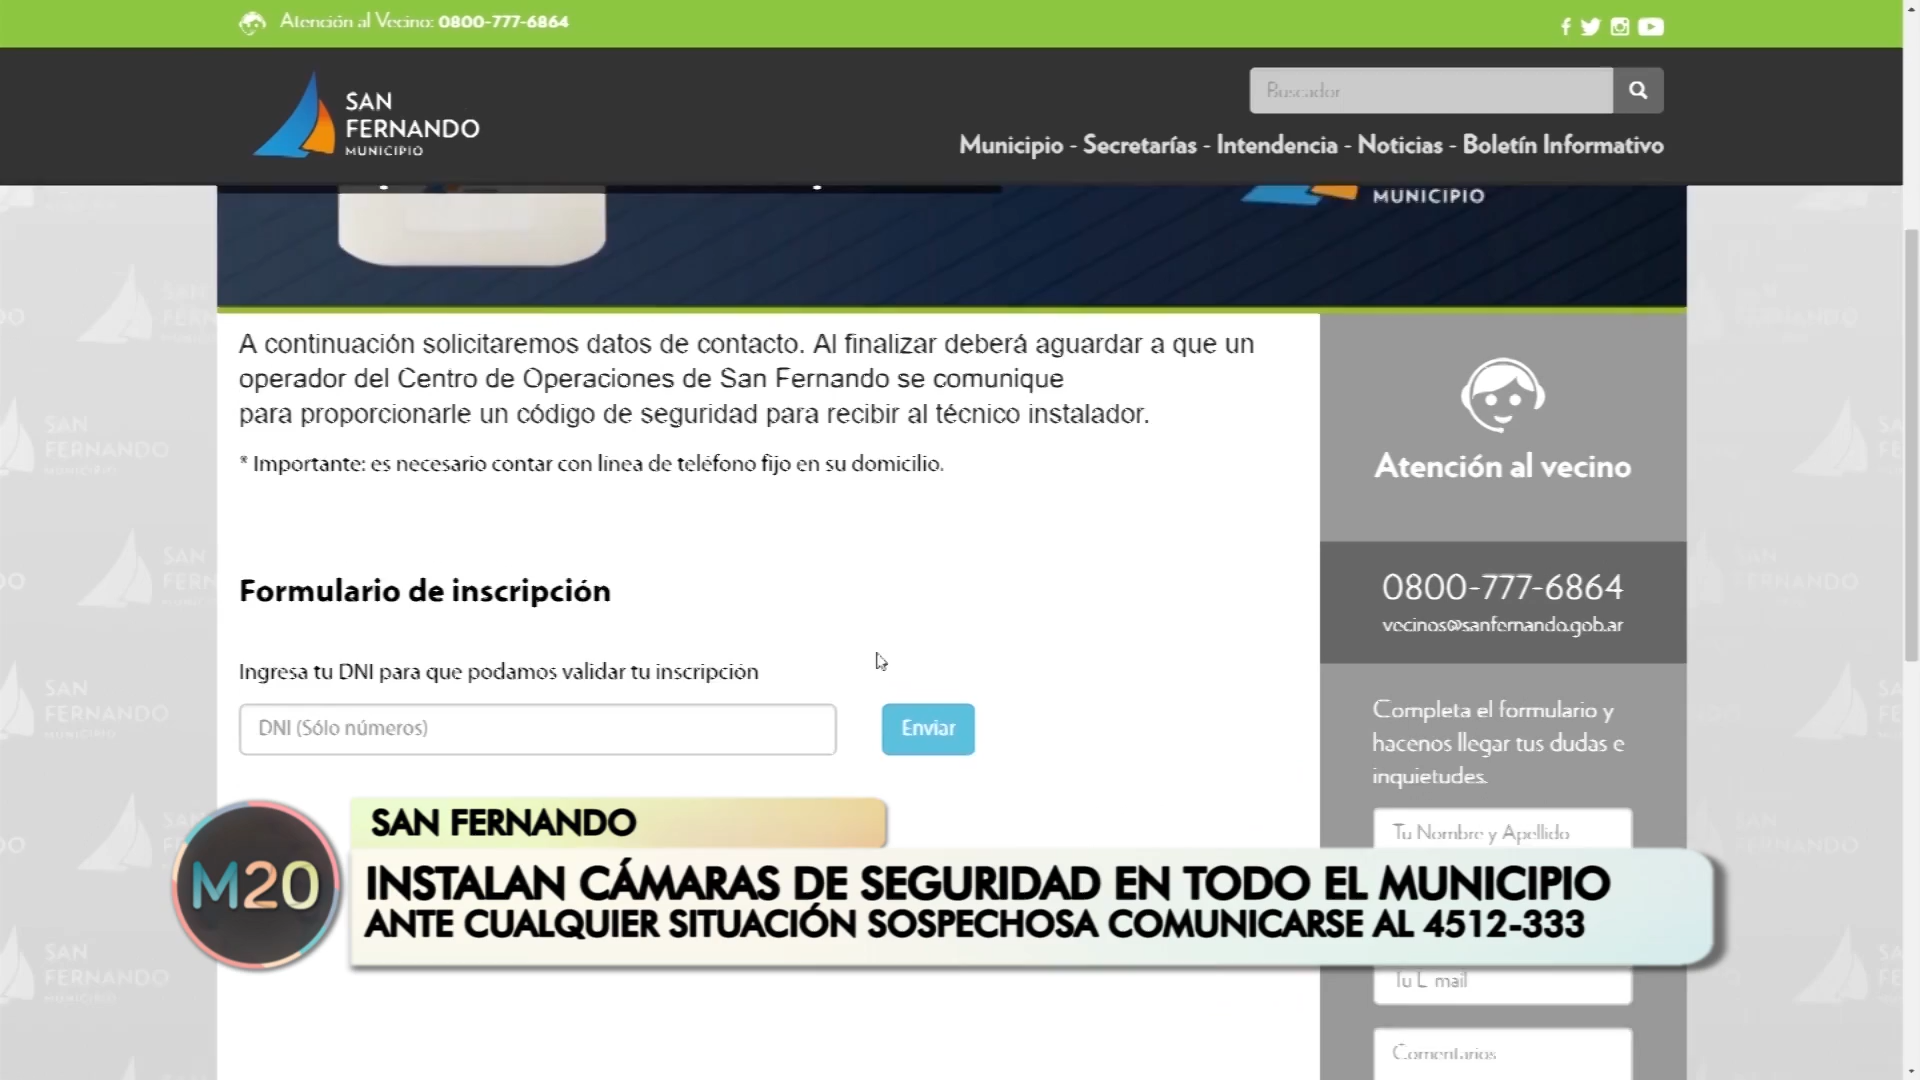 Atención al Vecino: 0800-777-6864
SAN
FERNANDO
MUNICIPIO
Buscador
Municipio - Secretarías - Intendencia - Noticias - Boletín Informativo
MUNICIPIO
A continuación solicitaremos datos de contacto. Al finalizar deberá aguardar a que un
operador del Centro de Operaciones de San Fernando se comunique
para proporcionarle un código de seguridad para recibir al técnico instalador.
* Importante: es necesario contar con línea de teléfono fijo en su domicilio.
Formulario de inscripción
Ingresa tu DNI para que podamos validar tu inscripción
DNI (Sólo números)
Enviar
Atención al vecino
0800-777-6864
vecinos@sanfernando.gob.ar
Completa el formulario y
hacenos llegar tus dudas e
inquietudes.
Tu Nombre y Apellido
Tu E-mail
Comentarios
M20
SAN FERNANDO
INSTALAN CÁMARAS DE SEGURIDAD EN TODO EL MUNICIPIO
ANTE CUALQUIER SITUACIÓN SOSPECHOSA COMUNICARSE AL 4512-333